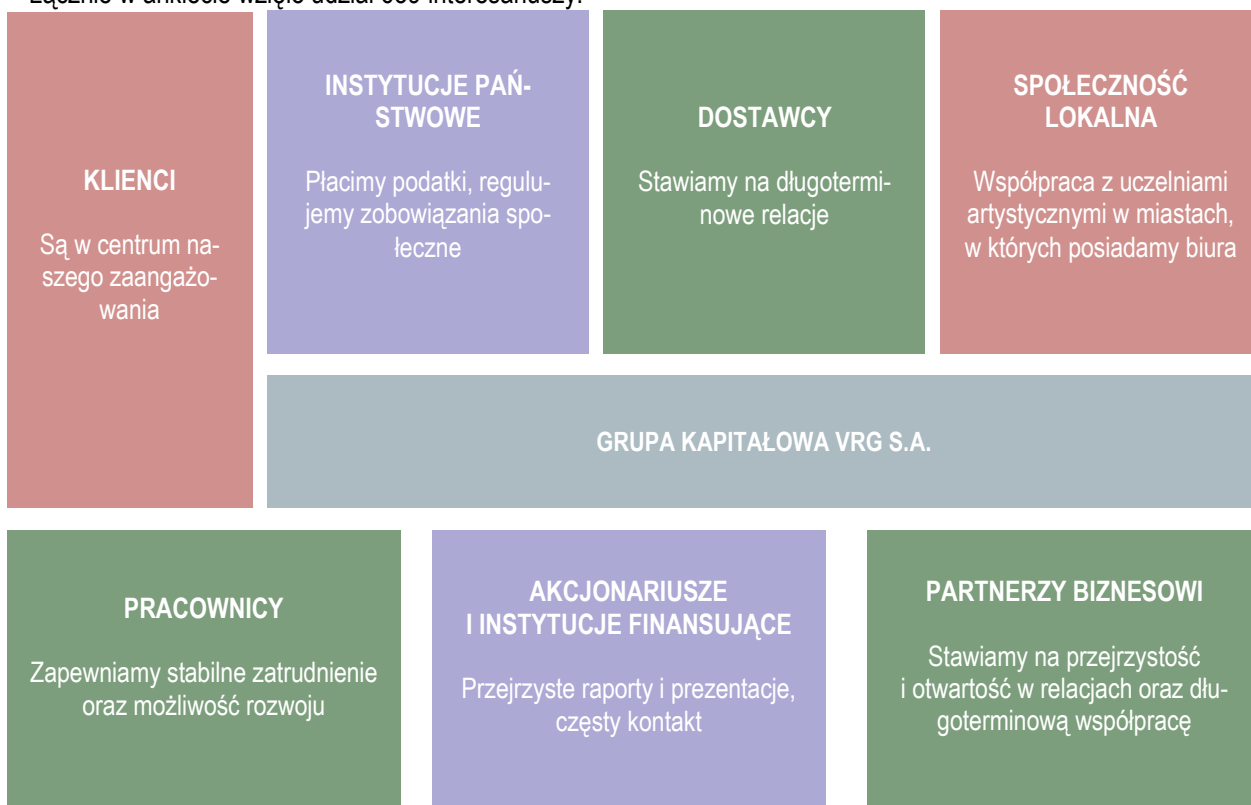 KLIENCI
Są w centrum na-
szego zaangażo-
wania
INSTYTUCJE PAŃ-
STWOWE
Płacimy podatki, regulu-
jemy zobowiązania spo-
łeczne
DOSTAWCY
Stawiamy na długotermi-
nowe relacje
SPOŁECZNOŚĆ
LOKALNA
Współpraca z uczelniami
artystycznymi w miastach,
w których posiadamy biura
GRUPA KAPITAŁOWA VRG S.A.
PRACOWNICY
Zapewniamy stabilne zatrudnienie
oraz możliwość rozwoju
AKCJONARIUSZE
I INSTYTUCJE FINANSUJĄCE
Przejrzyste raporty i prezentacje,
częsty kontakt
PARTNERZY BIZNESOWI
Stawiamy na przejrzystość
i otwartość w relacjach oraz dłu-
goterminową współpracę